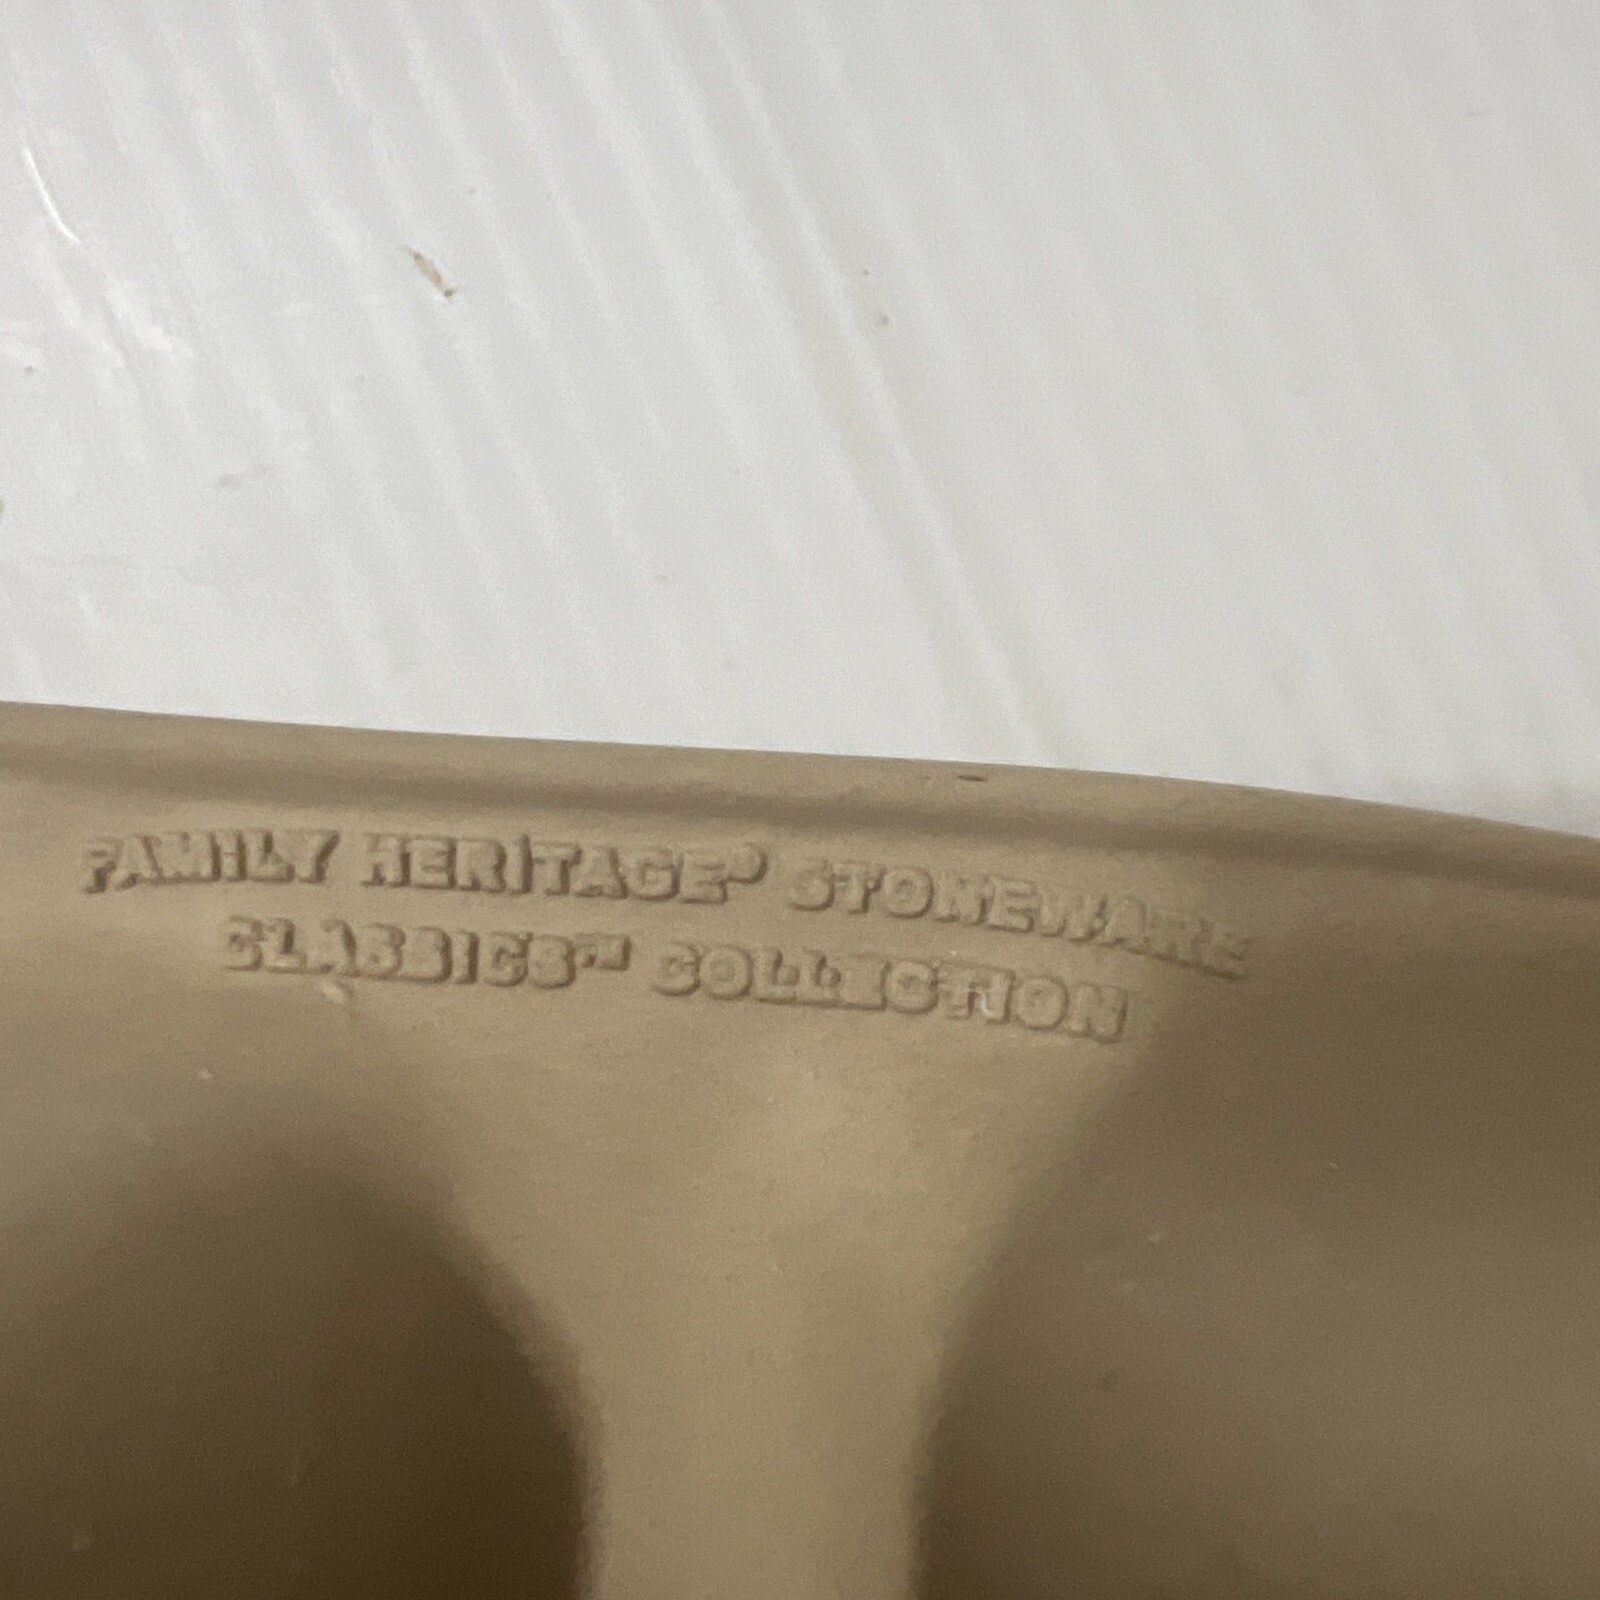 FAMILY HERITAGE® STONEWARE
CLASSICS™ COLLECTION